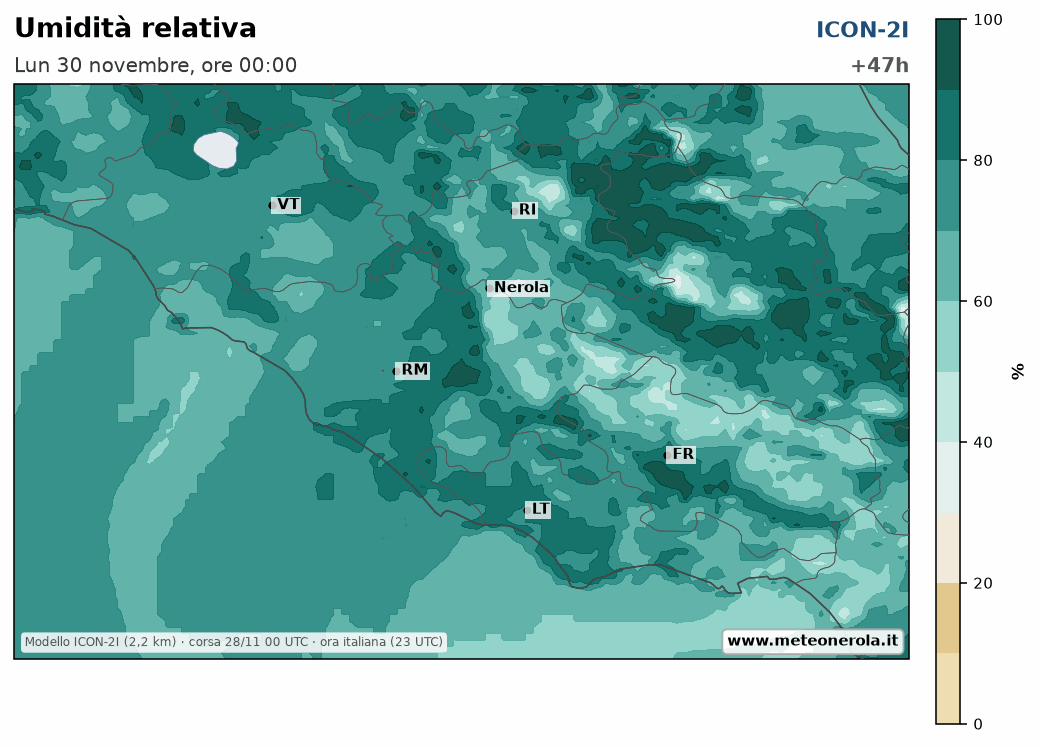 Umidità relativa
ICON-2I
Lun 30 novembre, ore 00:00
+47h
100
80
60
40
20
0
%
VT
RI
Nerola
RM
FR
LT
Modello ICON-2I (2,2 km) · corsa 28/11 00 UTC · ora italiana (23 UTC)
www.meteonerola.it